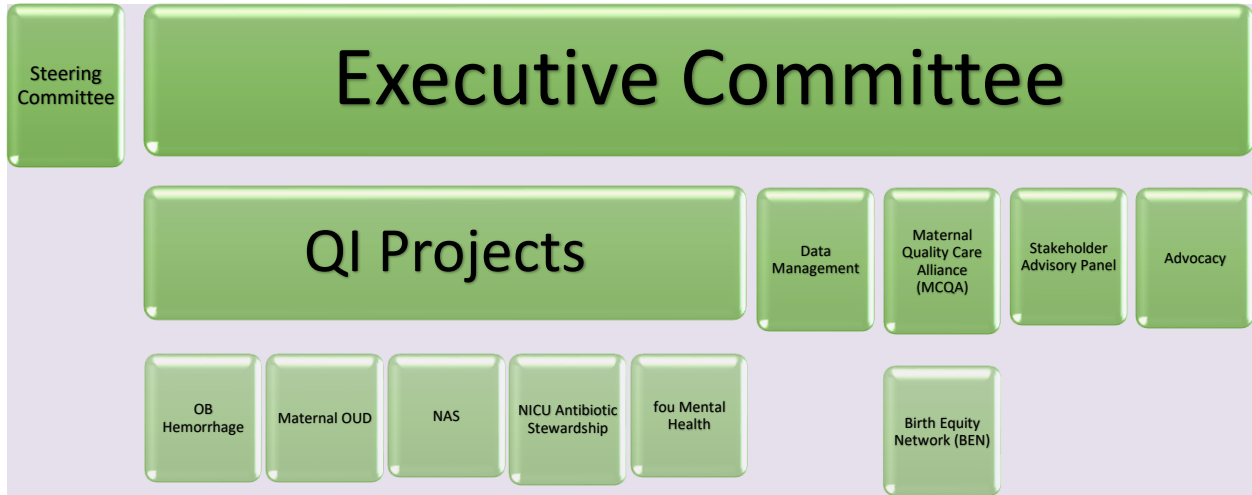 Steering
Committee
Executive Committee
QI Projects
Data
Management
Maternal
Quality Care
Alliance
(MCQA)
Stakeholder
Advisory Panel
Advocacy
OB
Hemorrhage
Maternal OUD
NAS
NICU Antibiotic
Stewardship
fou Mental
Health
Birth Equity
Network (BEN)